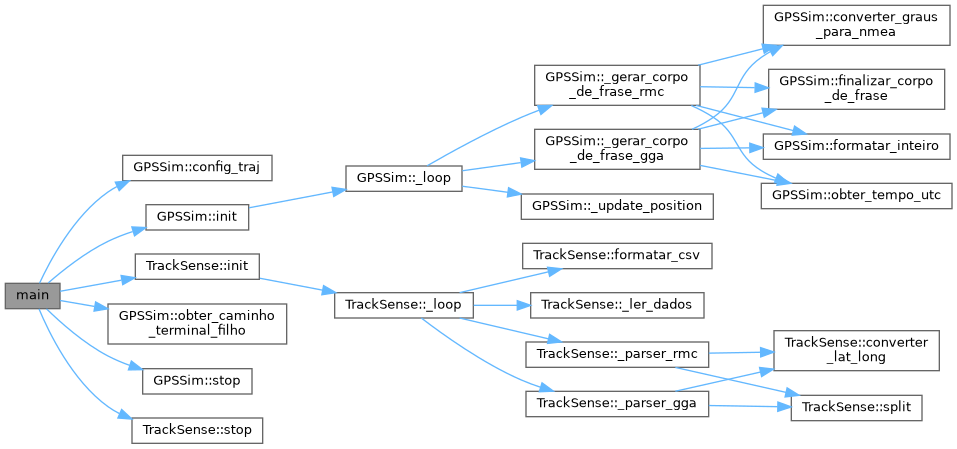 main
GPSSim::config_traj
GPSSim::init
TrackSense::init
GPSSim::obter_caminho
_terminal_filho
GPSSim::stop
TrackSense::stop
GPSSim::_loop
TrackSense::_loop
GPSSim::_gerar_corpo
_de_frase_rmc
GPSSim::_gerar_corpo
_de_frase_gga
GPSSim::_update_position
TrackSense::formatar_csv
TrackSense::_ler_dados
TrackSense::_parser_rmc
TrackSense::_parser_gga
GPSSim::converter_graus
_para_nmea
GPSSim::finalizar_corpo
_de_frase
GPSSim::formatar_inteiro
GPSSim::obter_tempo_utc
TrackSense::converter
_lat_long
TrackSense::split